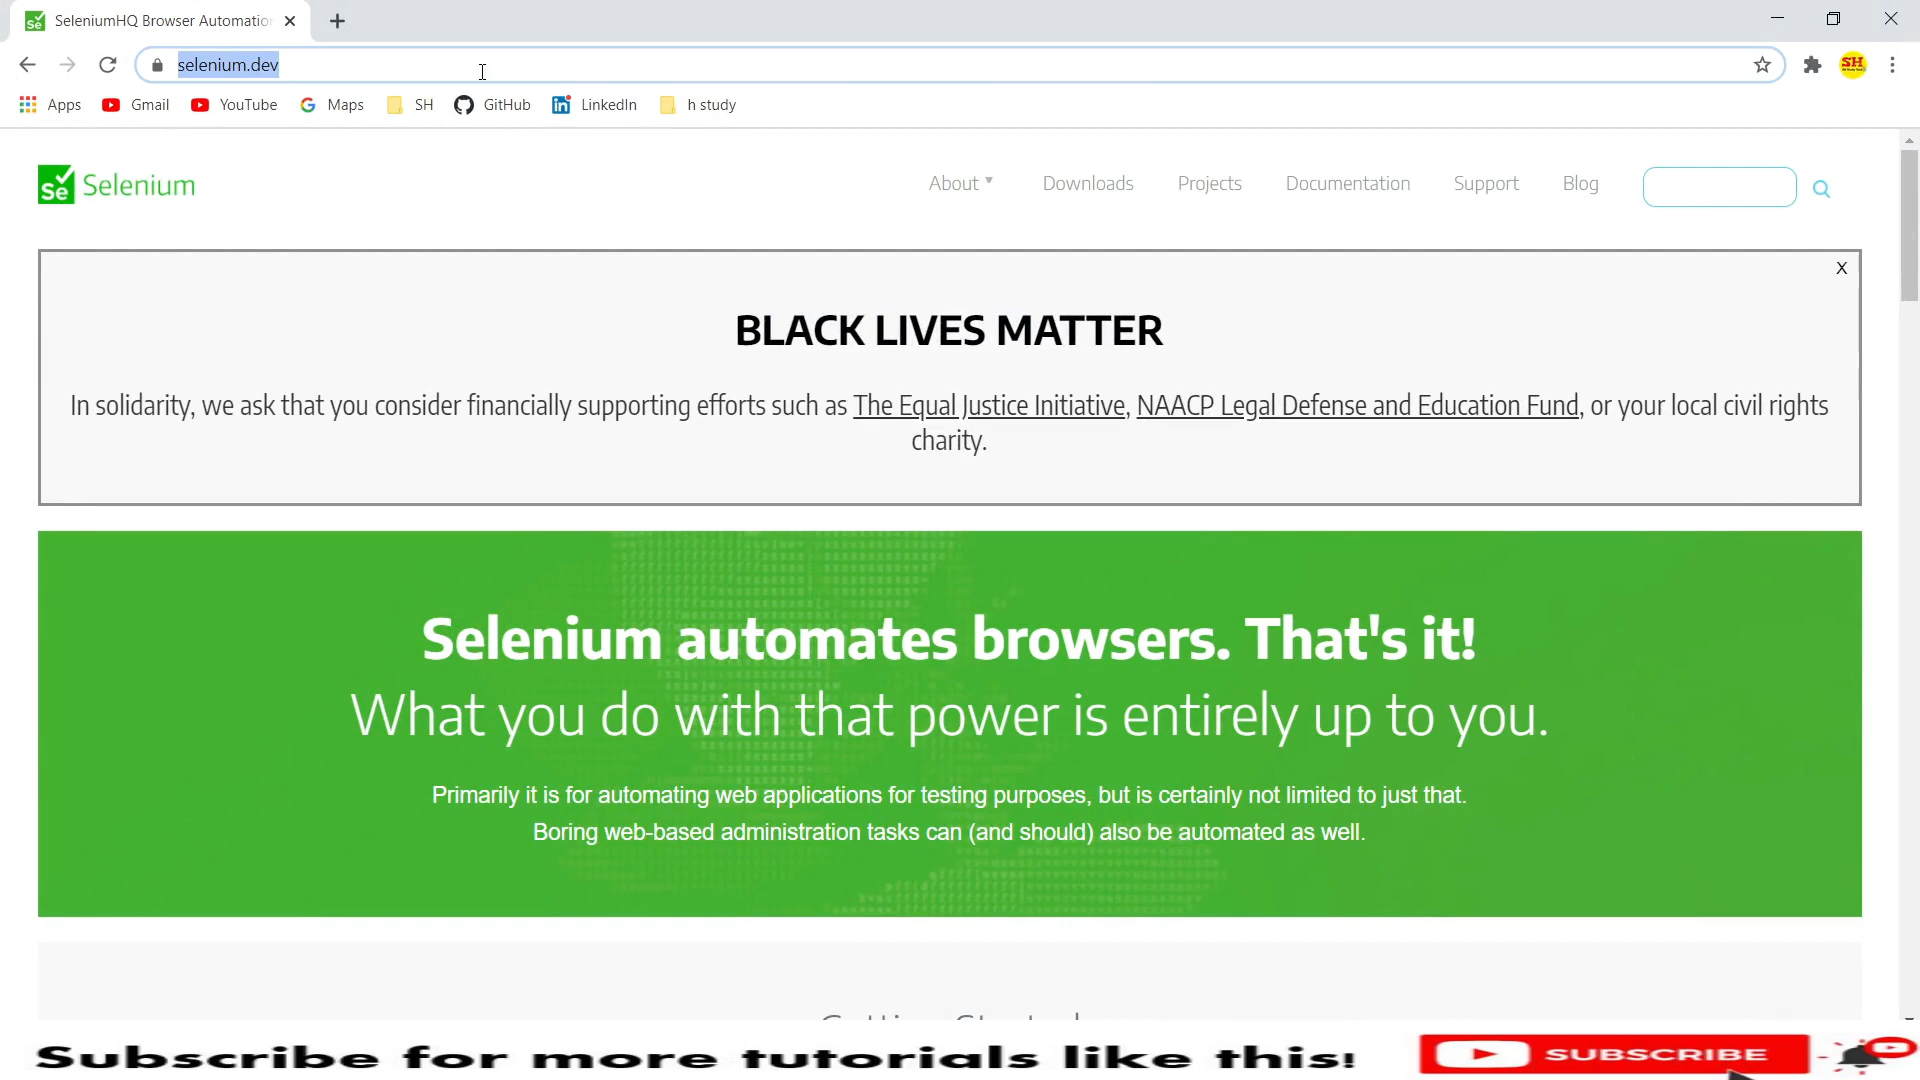 SeleniumHQ Browser Automatio
selenium.dev
SH
Apps Gmail YouTube Maps SH GitHub LinkedIn h study
Se Selenium
About Downloads Projects Documentation Support Blog
X
BLACK LIVES MATTER
In solidarity, we ask that you consider financially supporting efforts such as The Equal Justice Initiative, NAACP Legal Defense and Education Fund, or your local civil rights
charity.
Selenium automates browsers. That's it!
What you do with that power is entirely up to you.
Primarily it is for automating web applications for testing purposes, but is certainly not limited to just that.
Boring web-based administration tasks can (and should) also be automated as well.
Getting Started
Subscribe for more tutorials like this! SUBSCRIBE